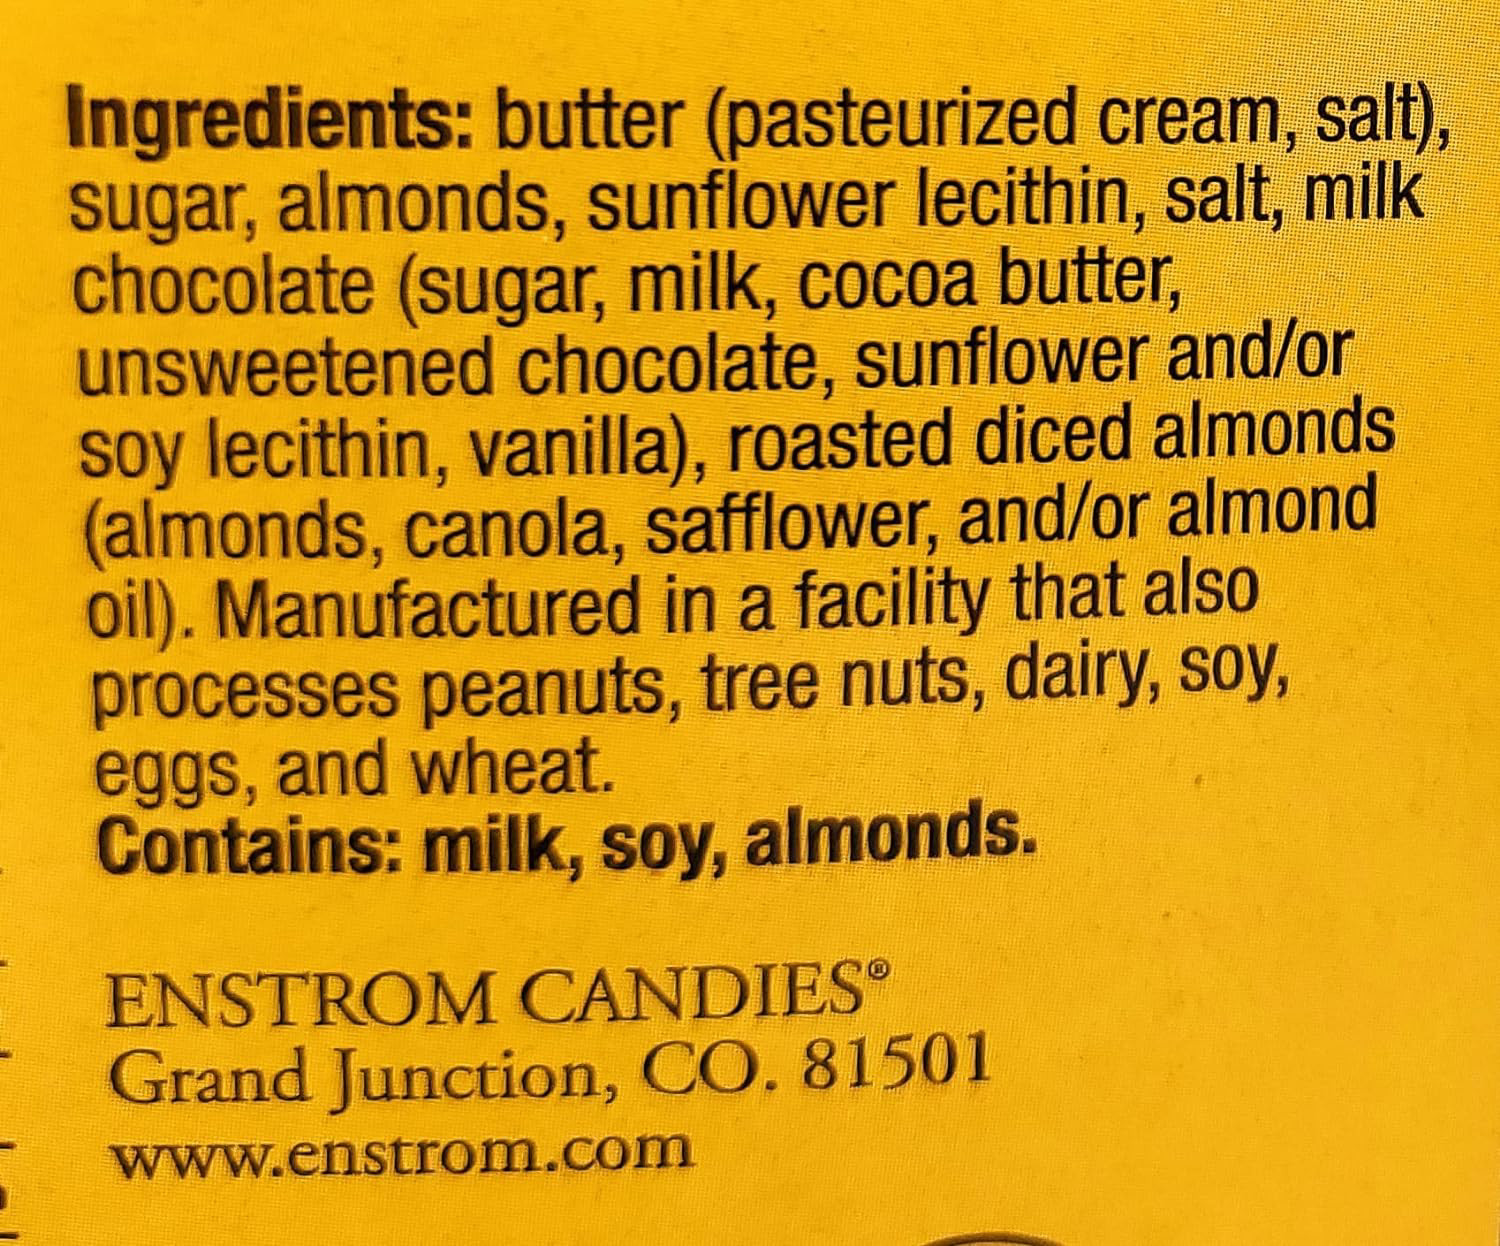 Ingredients: butter (pasteurized cream, salt),
sugar, almonds, sunflower lecithin, salt, milk
chocolate (sugar, milk, cocoa butter,
unsweetened chocolate, sunflower and/or
soy lecithin, vanilla), roasted diced almonds
(almonds, canola, safflower, and/or almond
oil). Manufactured in a facility that also
processes peanuts, tree nuts, dairy, soy,
eggs, and wheat.
Contains: milk, soy, almonds.
ENSTROM CANDIES®
Grand Junction, CO. 81501
www.enstrom.com